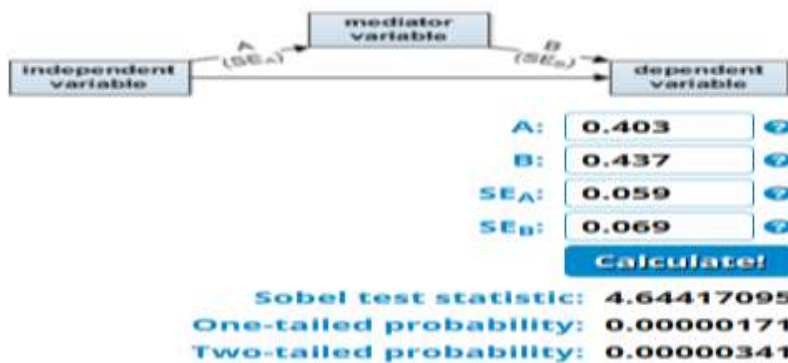 mediator
variable
A
(SEA)
B
(SEB)
independent
variable
dependent
variable
A: 0.403 ?
B: 0.437 ?
SEA: 0.059 ?
SEB: 0.069 ?
Calculate!
Sobel test statistic: 4.64417095
One-tailed probability: 0.00000171
Two-tailed probability: 0.00000341